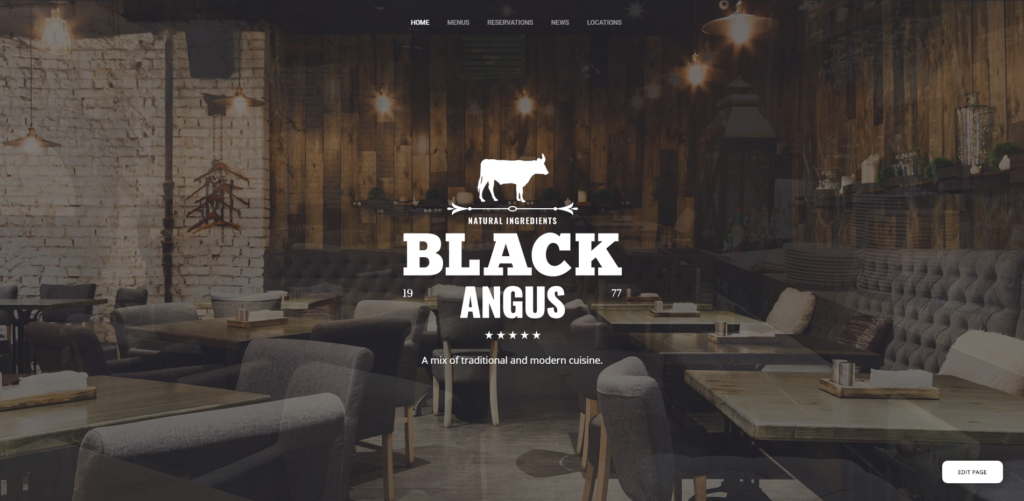 HOME MENUS RESERVATIONS NEWS LOCATIONS
NATURAL INGREDIENTS
BLACK
19 ANGUS 77
★★★★★
A mix of traditional and modern cuisine.
EDIT PAGE